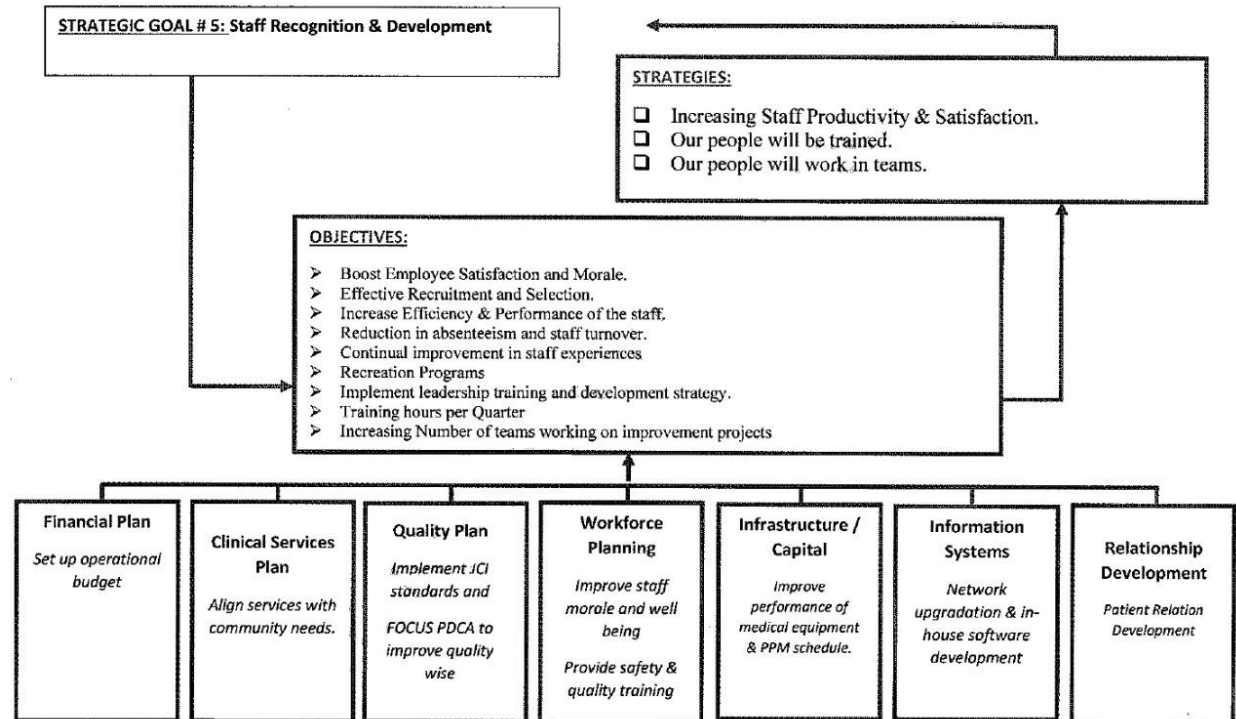 STRATEGIC GOAL # 5: Staff Recognition & Development
STRATEGIES:
❑ Increasing Staff Productivity & Satisfaction.
❑ Our people will be trained.
❑ Our people will work in teams.
OBJECTIVES:
➢ Boost Employee Satisfaction and Morale.
➢ Effective Recruitment and Selection.
➢ Increase Efficiency & Performance of the staff.
➢ Reduction in absenteeism and staff turnover.
➢ Continual improvement in staff experiences
➢ Recreation Programs
➢ Implement leadership training and development strategy.
➢ Training hours per Quarter
➢ Increasing Number of teams working on improvement projects
Financial Plan
Set up operational
budget
Clinical Services
Plan
Align services with
community needs.
Quality Plan
Implement JCI
standards and
FOCUS PDCA to
improve quality
wise
Workforce
Planning
Improve staff
morale and well
being
Provide safety &
quality training
Infrastructure /
Capital
Improve
performance of
medical equipment
& PPM schedule.
Information
Systems
Network
upgradation & in-
house software
development
Relationship
Development
Patient Relation
Development